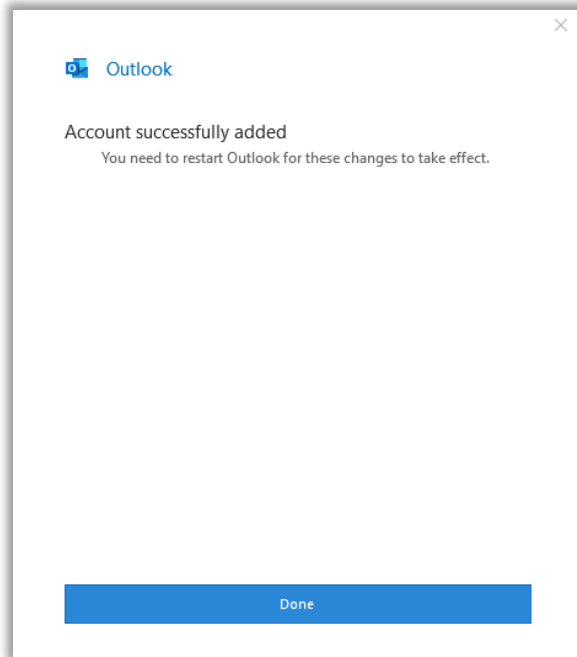 Outlook
Account successfully added
You need to restart Outlook for these changes to take effect.
Done